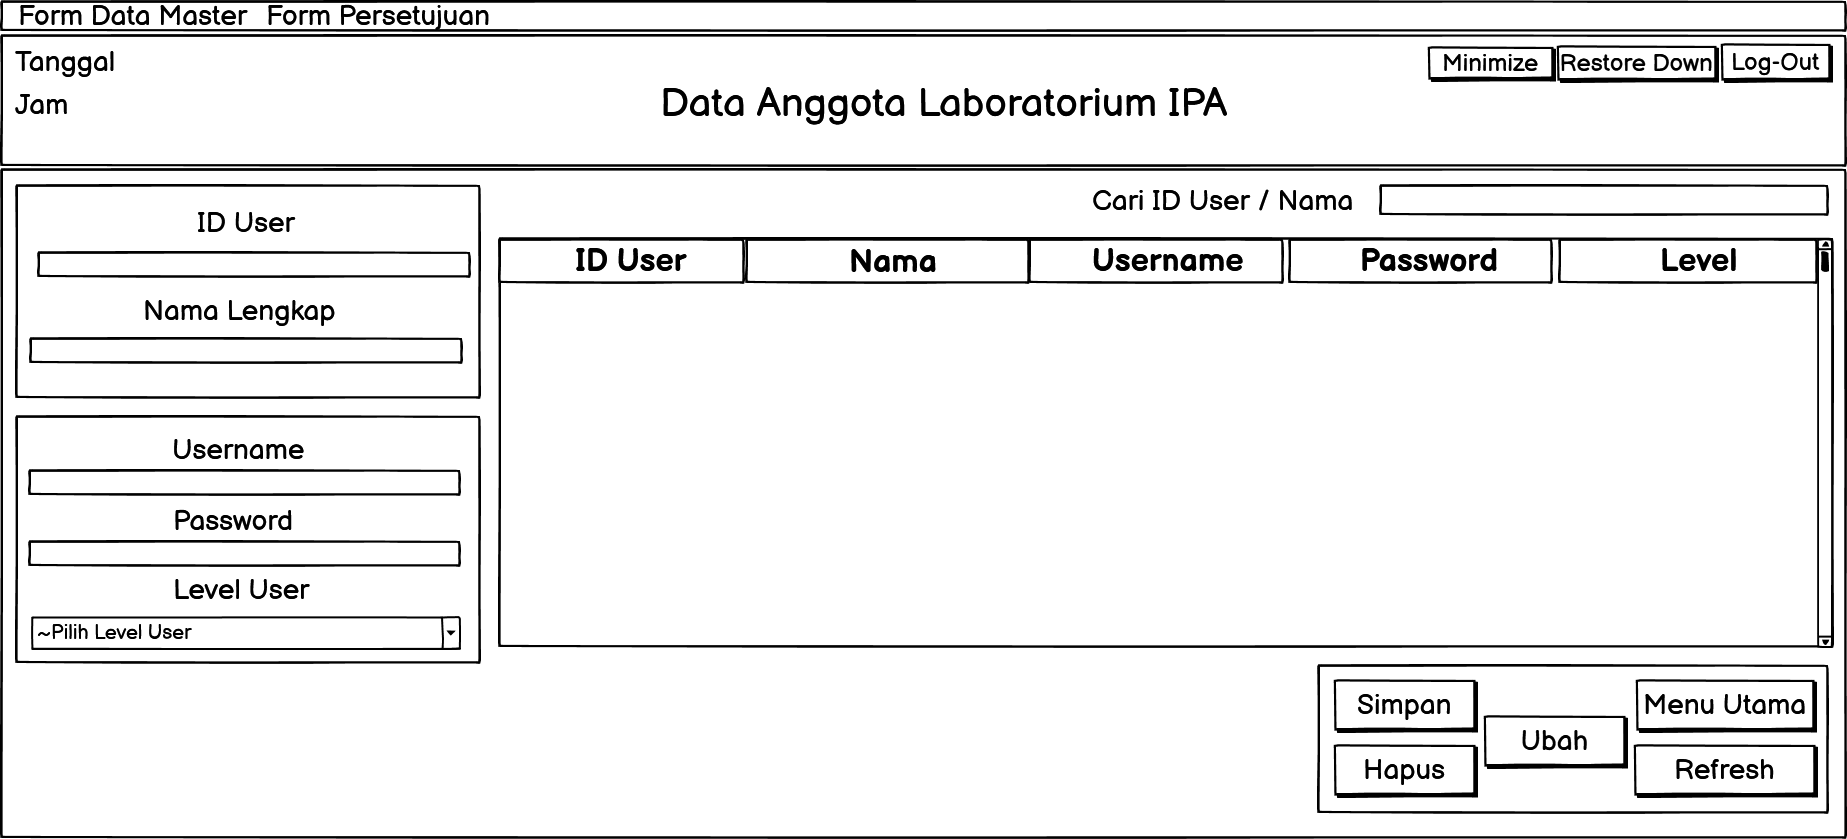 Form Data Master Form Persetujuan
Tanggal
Minimize Restore Down Log-Out
Jam
Data Anggota Laboratorium IPA
Cari ID User / Nama
ID User
Nama Lengkap
Username
Password
Level User
~Pilih Level User
ID User Nama Username Password Level
Simpan
Menu Utama
Ubah
Hapus
Refresh